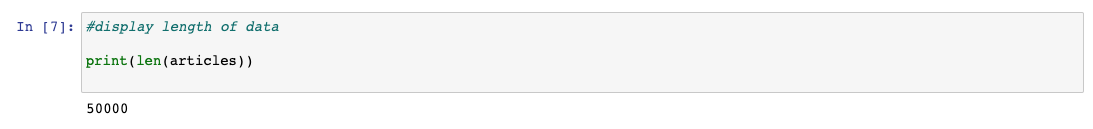 In [7]: #display length of data
print(len(articles))
50000